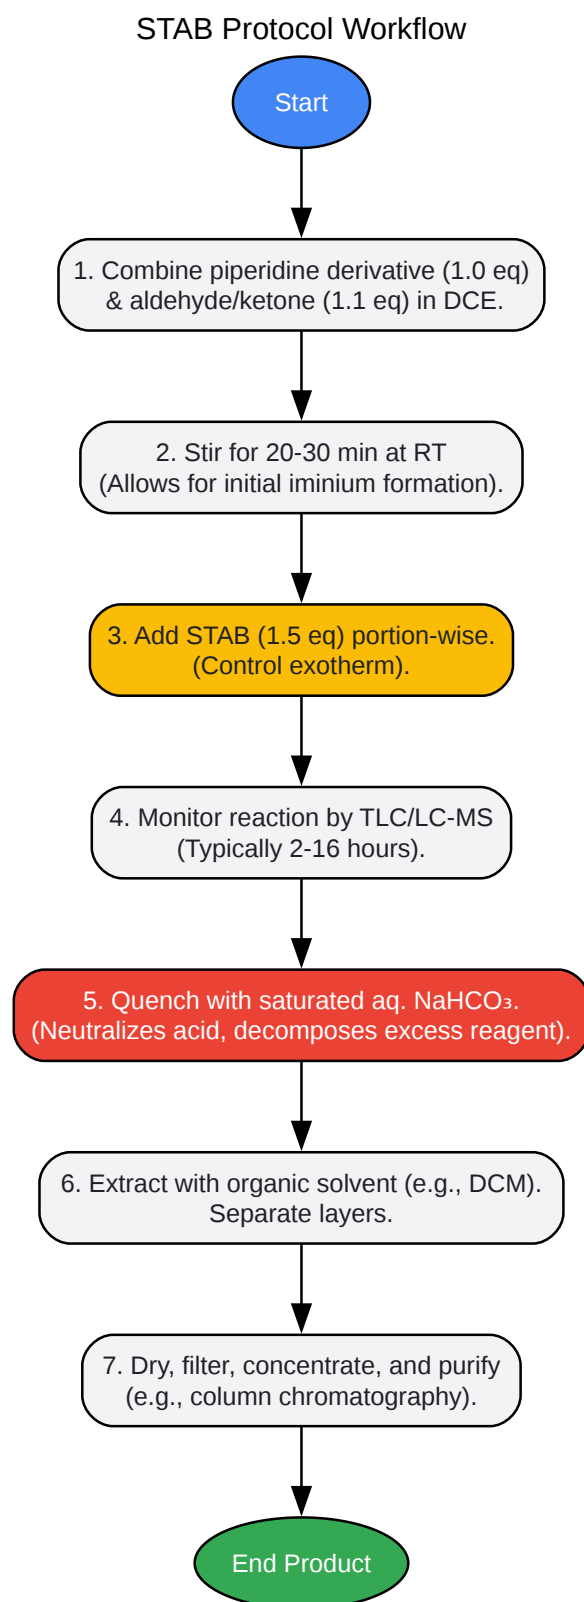 STAB Protocol Workflow
Start
1. Combine piperidine derivative (1.0 eq)
& aldehyde/ketone (1.1 eq) in DCE.
2. Stir for 20-30 min at RT
(Allows for initial iminium formation).
3. Add STAB (1.5 eq) portion-wise.
(Control exotherm).
4. Monitor reaction by TLC/LC-MS
(Typically 2-16 hours).
5. Quench with saturated aq. NaHCO₃.
(Neutralizes acid, decomposes excess reagent).
6. Extract with organic solvent (e.g., DCM).
Separate layers.
7. Dry, filter, concentrate, and purify
(e.g., column chromatography).
End Product